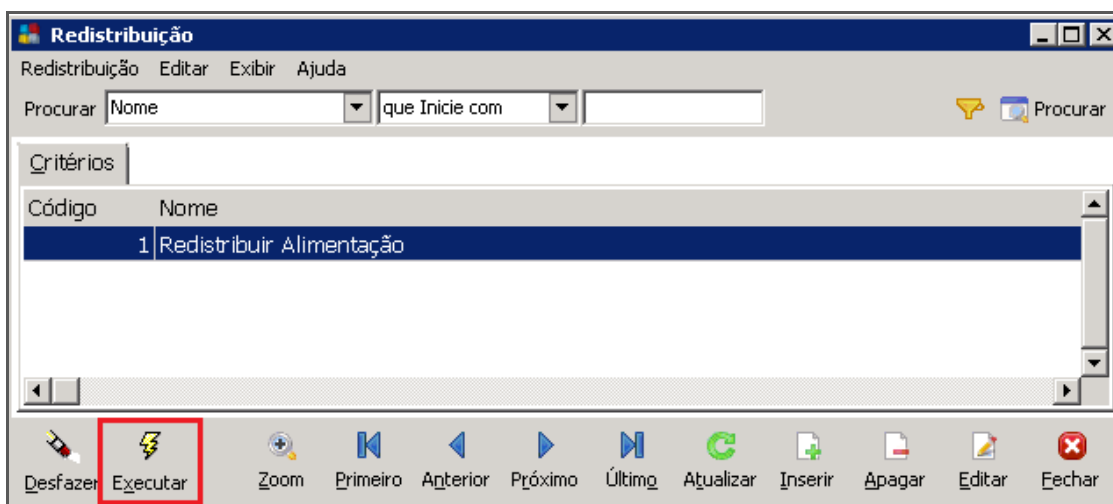 Redistribuição
Redistribuição Editar Exibir Ajuda
Procurar Nome que Inicie com Procurar
Critérios
Código Nome
1 Redistribuir Alimentação
Desfazer Executar Zoom Primeiro Anterior Próximo Último Atualizar Inserir Apagar Editar Fechar